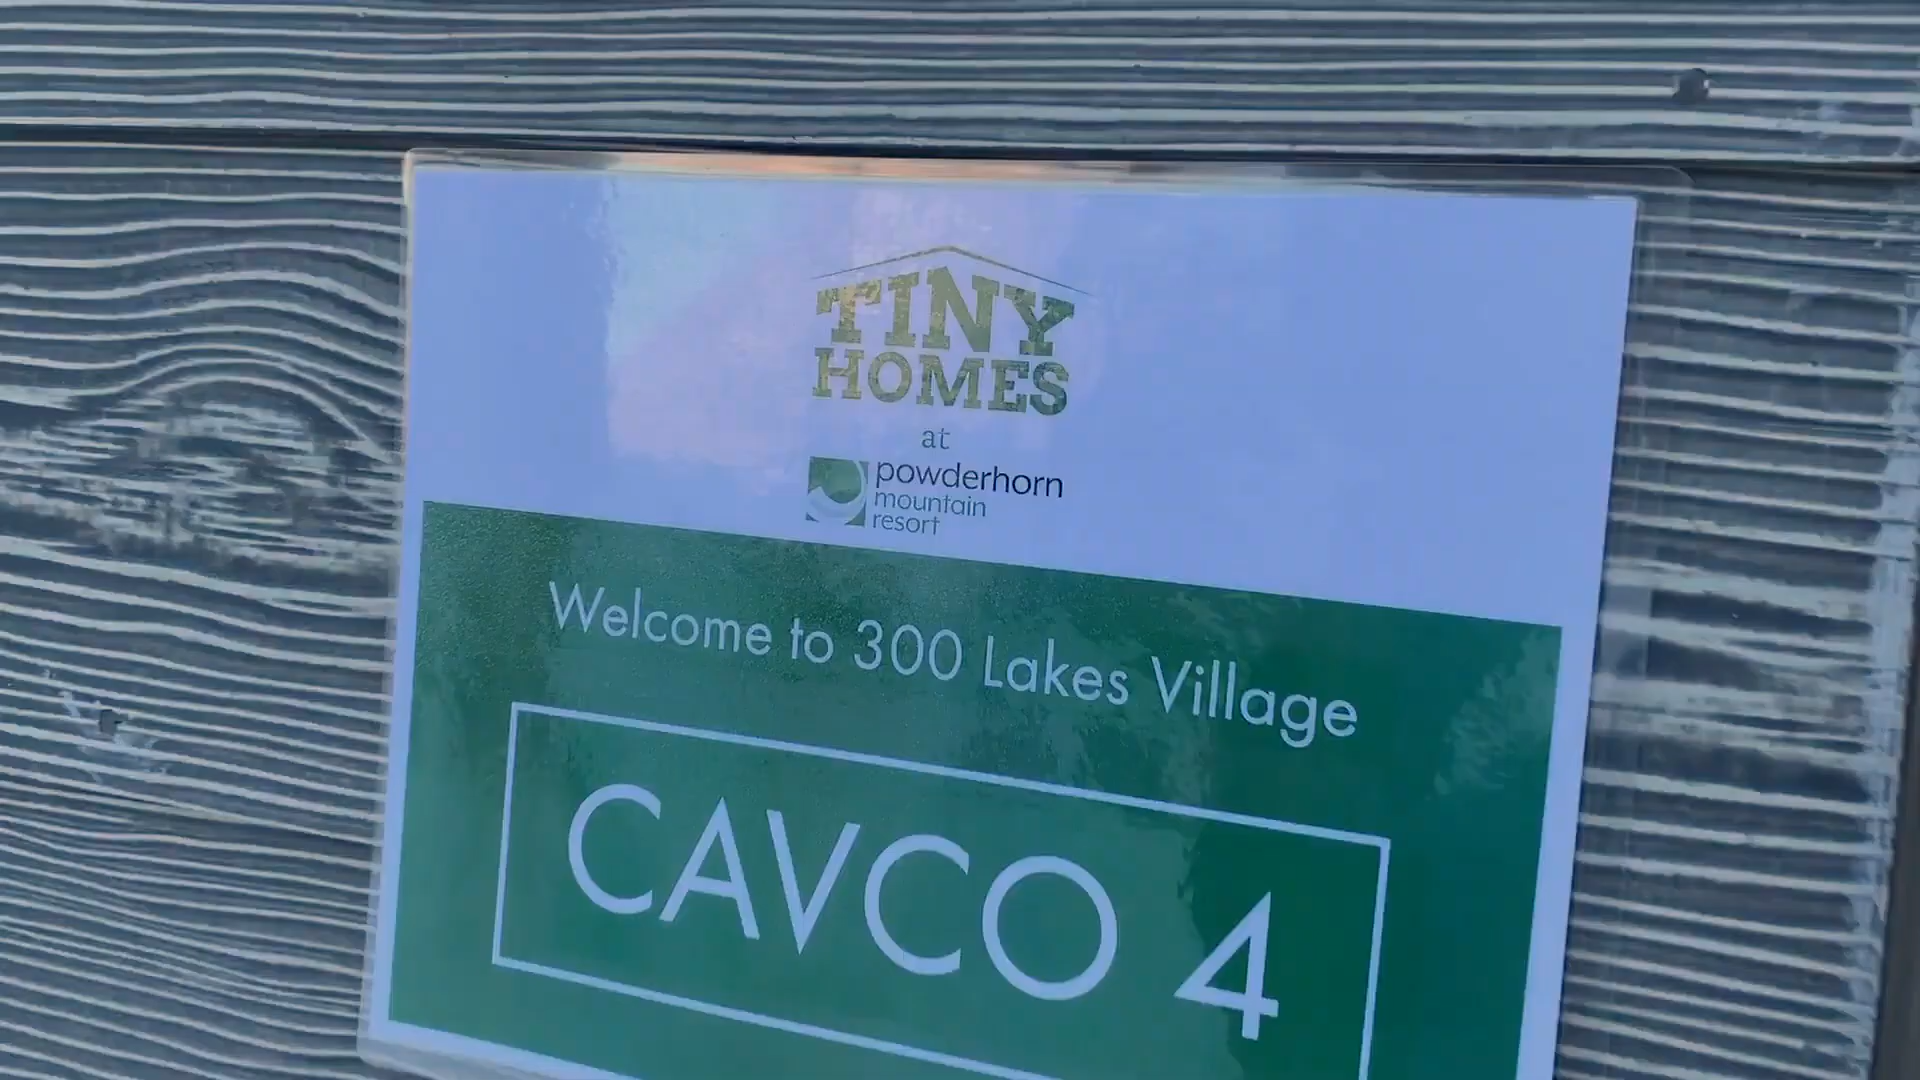 TINY
HOMES
at
powderhorn
mountain
resort
Welcome to 300 Lakes Village
CAVCO 4